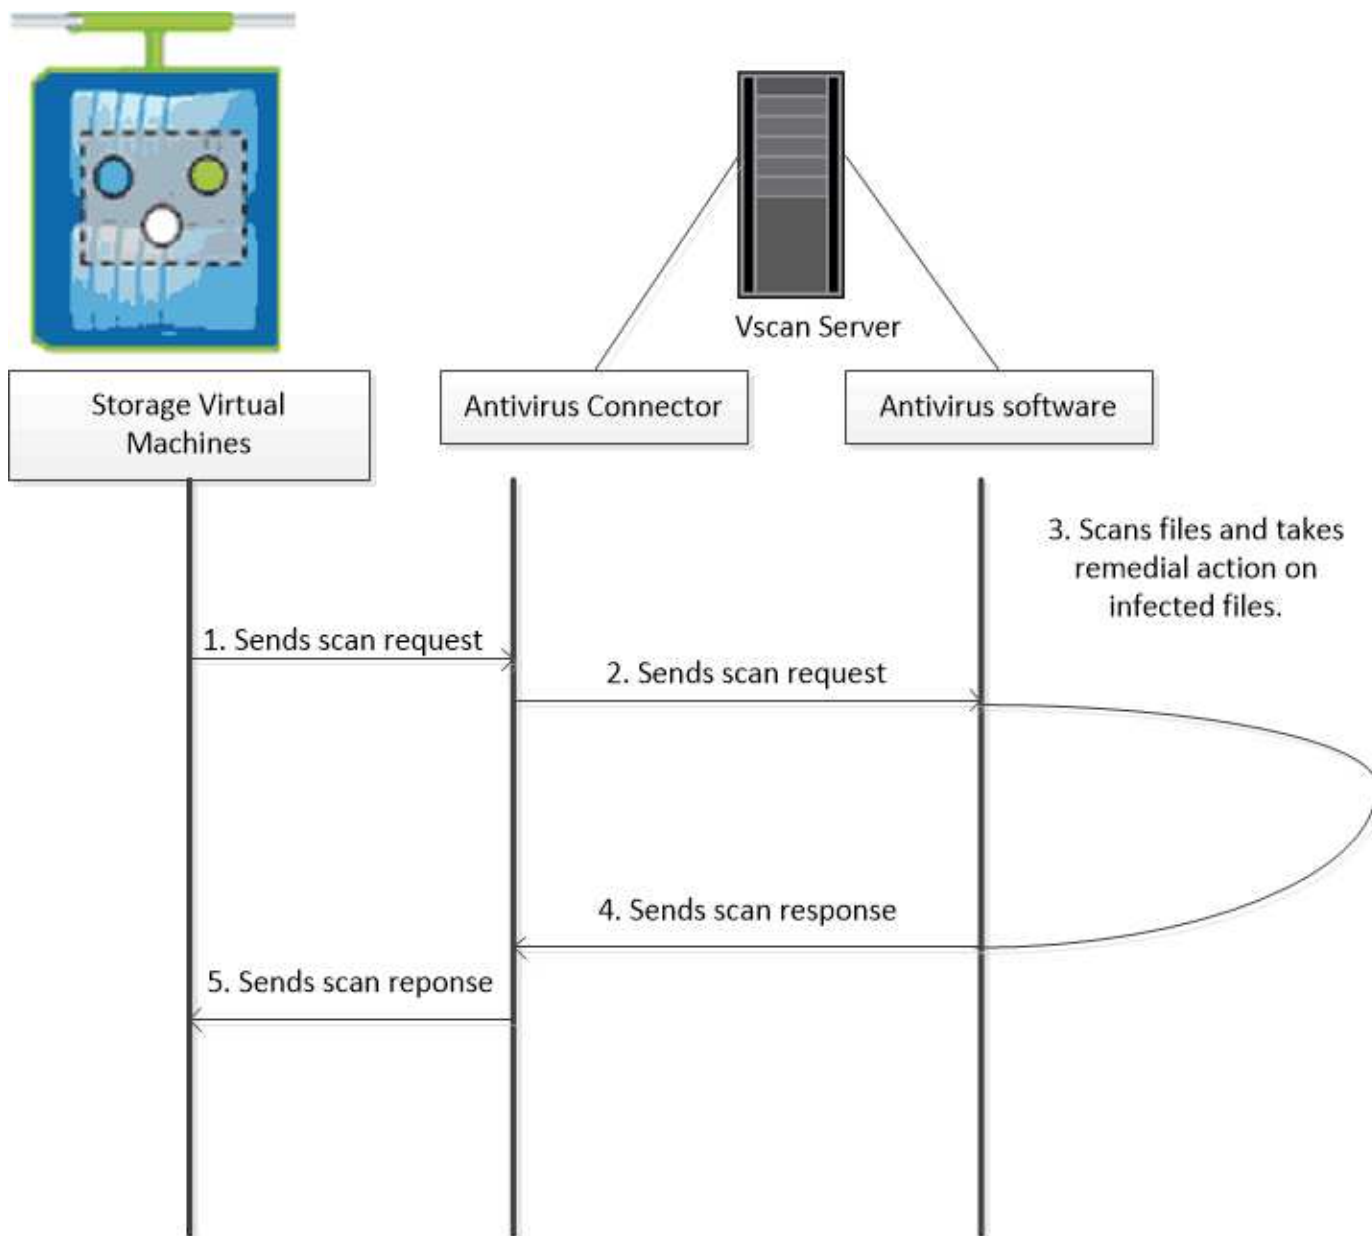 Vscan Server
Storage Virtual
Machines
Antivirus Connector
Antivirus software
3. Scans files and takes
remedial action on
infected files.
1. Sends scan request
2. Sends scan request
4. Sends scan response
5. Sends scan reponse